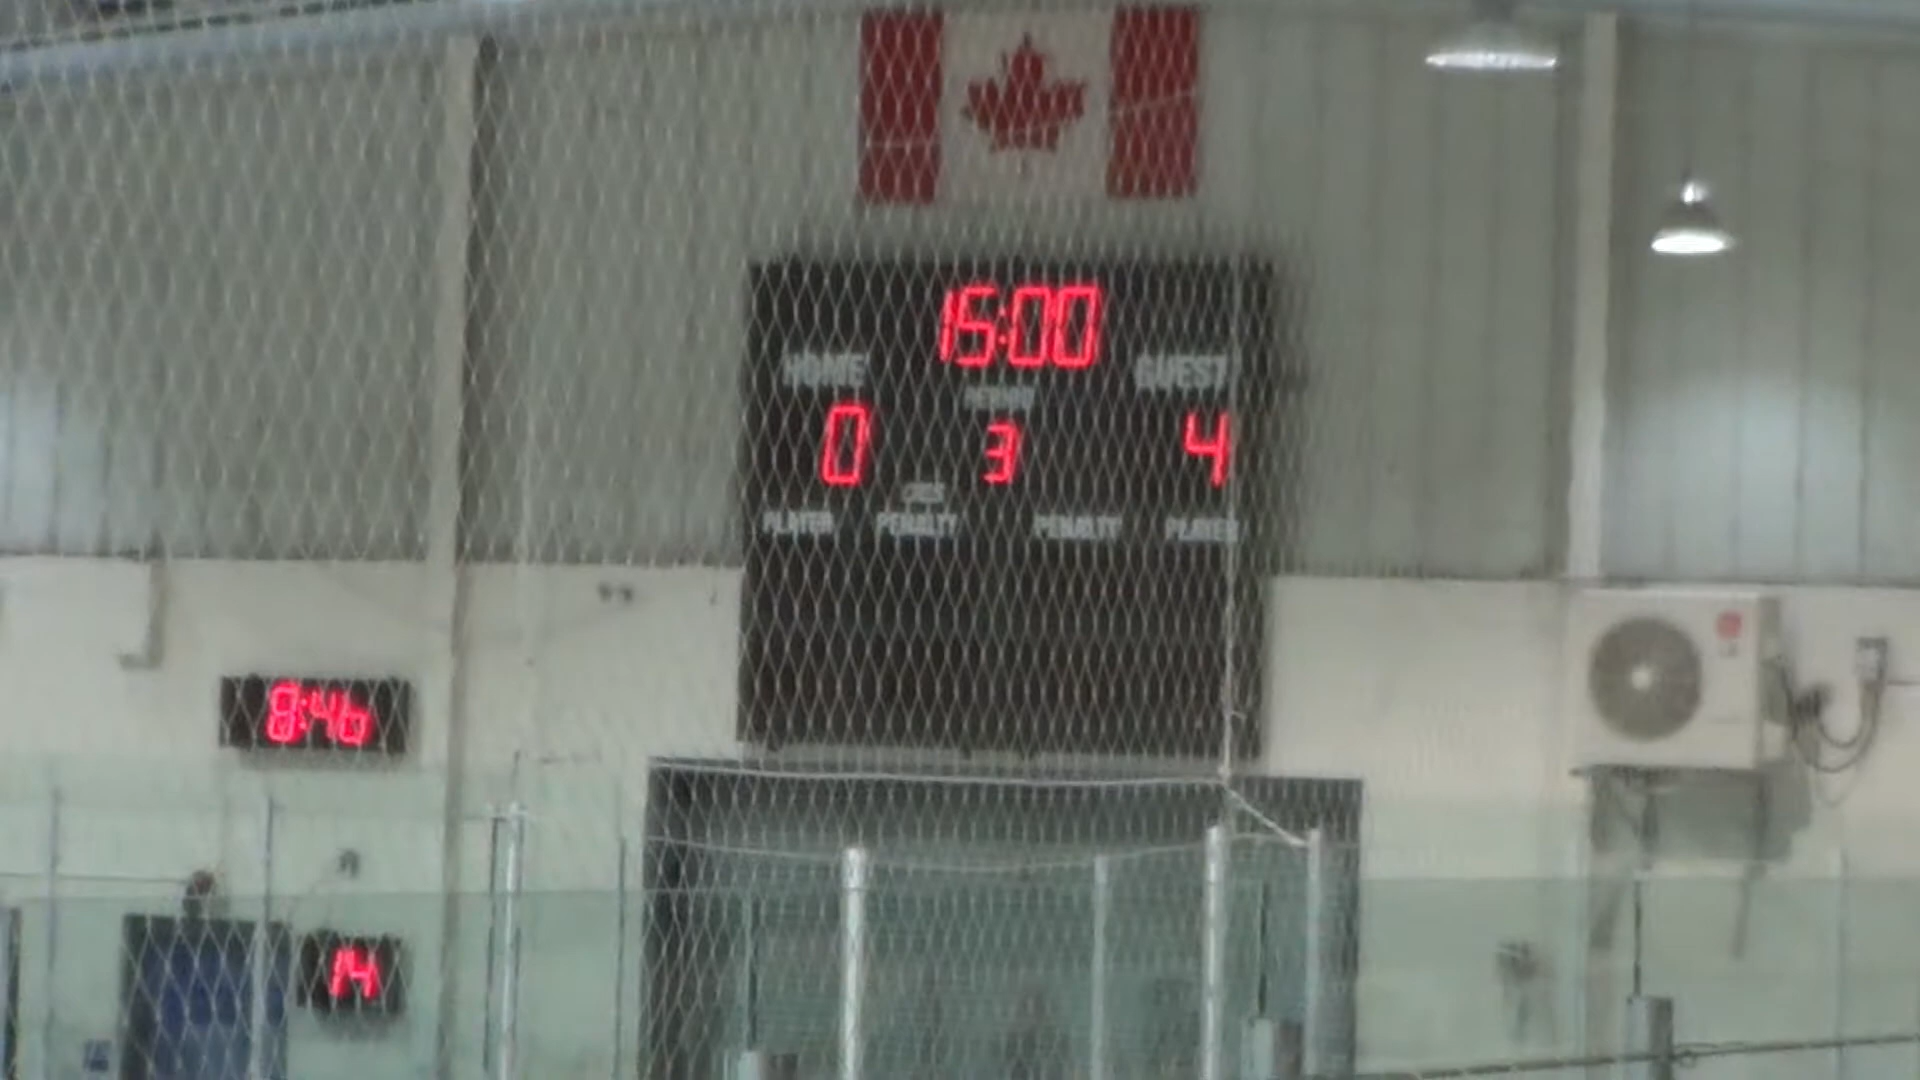 15:00
HOME GUEST
PERIOD
0 3 4
PLAYER PENALTY PENALTY PLAYER
8:46
14